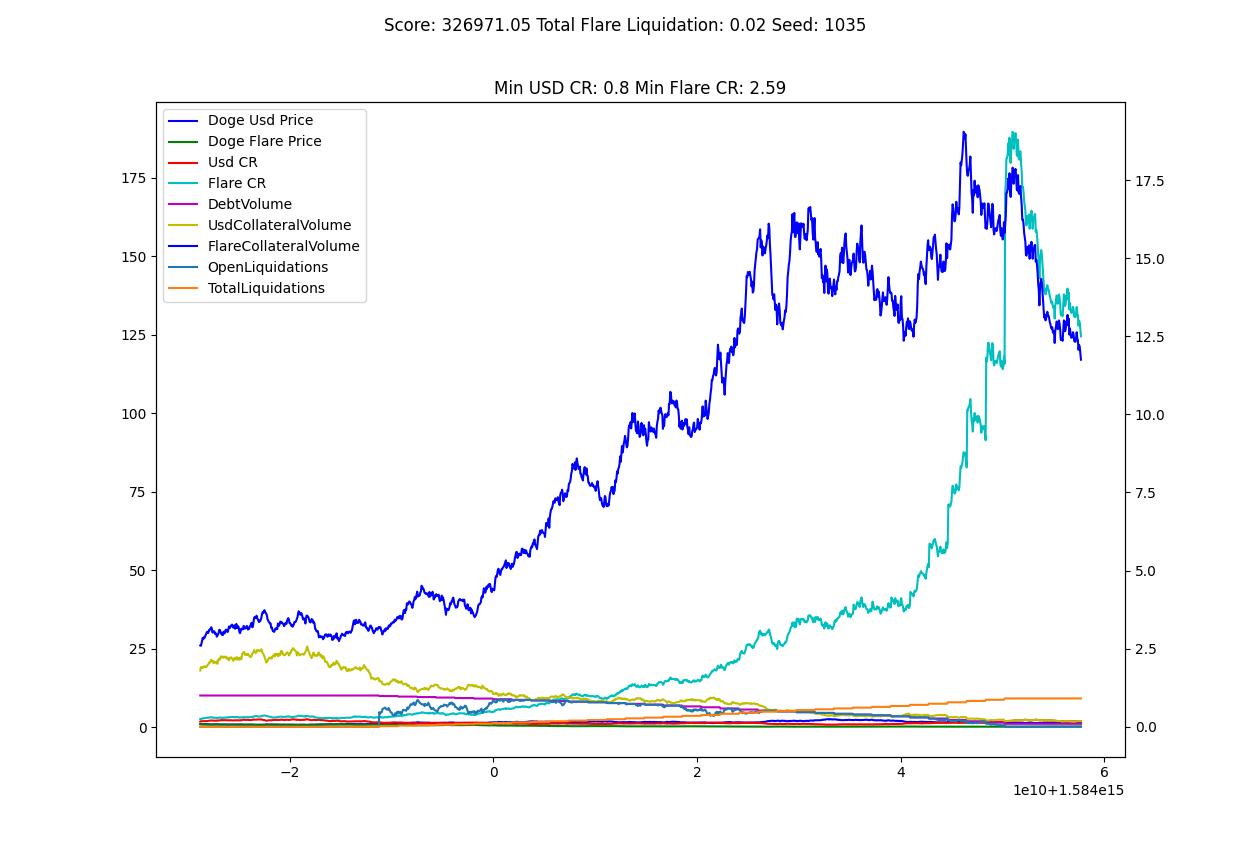 Score: 326971.05 Total Flare Liquidation: 0.02 Seed: 1035
Min USD CR: 0.8 Min Flare CR: 2.59
Doge Usd Price
Doge Flare Price
Usd CR
Flare CR
DebtVolume
UsdCollateralVolume
FlareCollateralVolume
OpenLiquidations
TotalLiquidations
175
150
125
100
75
50
25
0
17.5
15.0
12.5
10.0
7.5
5.0
2.5
0.0
−2
0
2
4
6
1e10+1.584e15